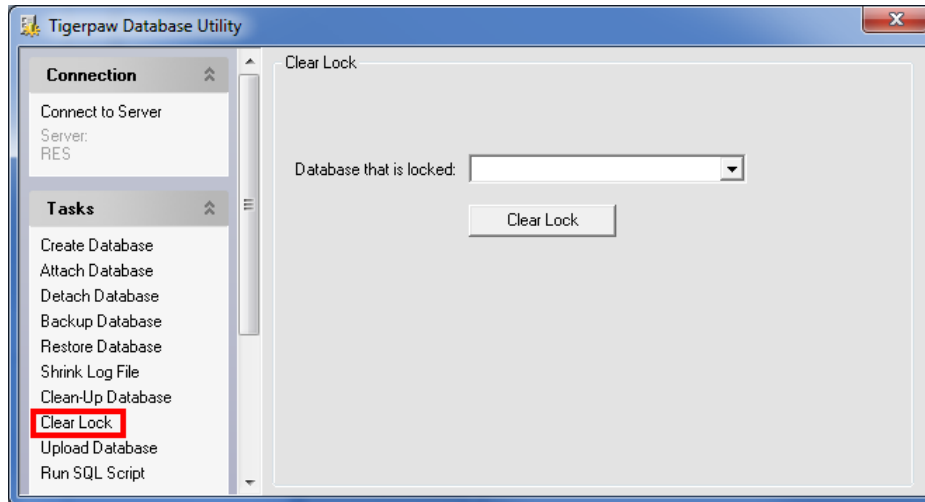 Tigerpaw Database Utility
Connection
Connect to Server
Server:
RES
Tasks
Create Database
Attach Database
Detach Database
Backup Database
Restore Database
Shrink Log File
Clean-Up Database
Clear Lock
Upload Database
Run SQL Script
Clear Lock
Database that is locked:
Clear Lock